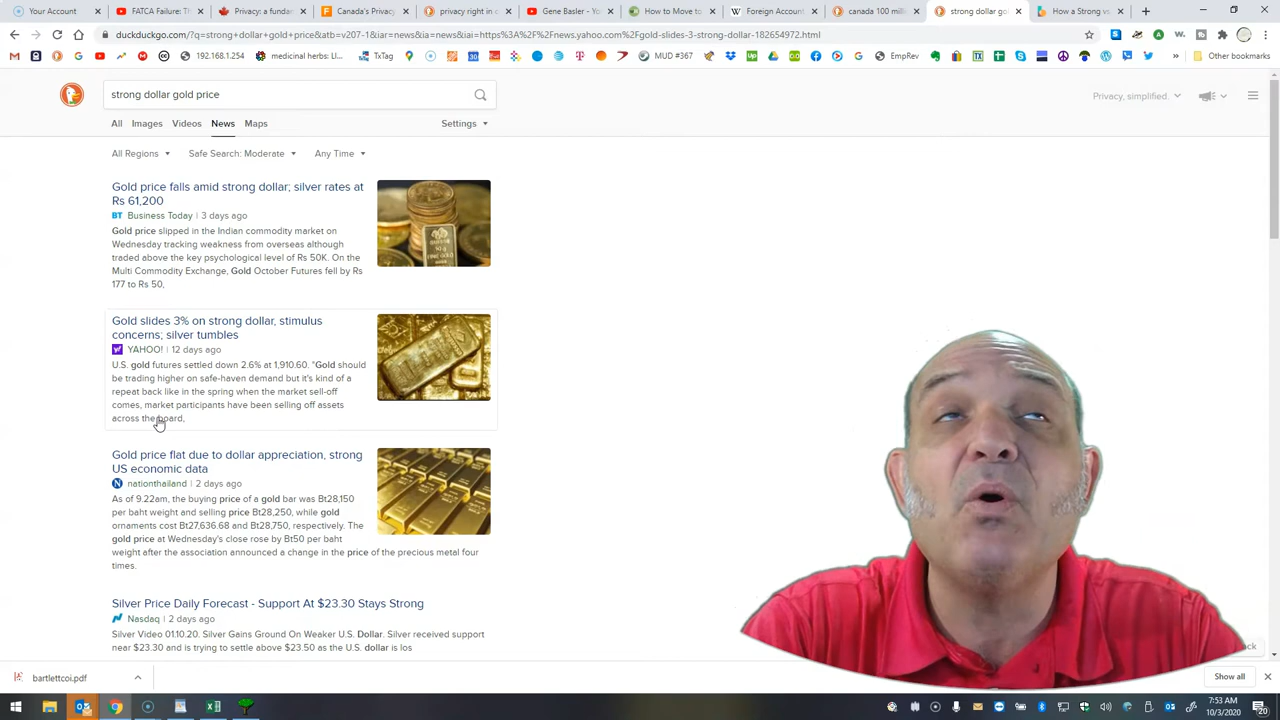 Your Account
FATCA Failure: Th
Privacy: a funda
Canada's Privac
privacy right in c
Gene Basler - Yo
How to Move to
Foreign Account
canada 100 mil
strong dollar gol
How a Strong vs
duckduckgo.com/?q=strong+dollar+gold+price&atb=v207-1&iar=news&ia=news&iai=https%3A%2F%2Fnews.yahoo.com%2Fgold-slides-3-strong-dollar-182654972.html
192.168.1.254
medicinal herbs: LI...
TxTag
MUD #367
EmpRev
»
Other bookmarks
strong dollar gold price
Privacy, simplified.
All Images Videos News Maps Settings
All Regions Safe Search: Moderate Any Time
Gold price falls amid strong dollar; silver rates at
Rs 61,200
BT Business Today | 3 days ago
Gold price slipped in the Indian commodity market on
Wednesday tracking weakness from overseas although
traded above the key psychological level of Rs 50K. On the
Multi Commodity Exchange, Gold October Futures fell by Rs
177 to Rs 50,
Gold slides 3% on strong dollar, stimulus
concerns; silver tumbles
YAHOO! | 12 days ago
U.S. gold futures settled down 2.6% at 1,910.60. "Gold should
be trading higher on safe-haven demand but it's kind of a
repeat back like in the spring when the market sell-off
comes, market participants have been selling off assets
across the board,
Gold price flat due to dollar appreciation, strong
US economic data
N nationthailand | 2 days ago
As of 9.22am, the buying price of a gold bar was Bt28,150
per baht weight and selling price Bt28,250, while gold
ornaments cost Bt27,636.68 and Bt28,750, respectively. The
gold price at Wednesday's close rose by Bt50 per baht
weight after the association announced a change in the price of the precious metal four
times.
Silver Price Daily Forecast - Support At $23.30 Stays Strong
Nasdaq | 2 days ago
Silver Video 01.10.20. Silver Gains Ground On Weaker U.S. Dollar. Silver received support
near $23.30 and is trying to settle above $23.50 as the U.S. dollar is los
bartlettcoi.pdf
Show all
7:53 AM
10/3/2020
20